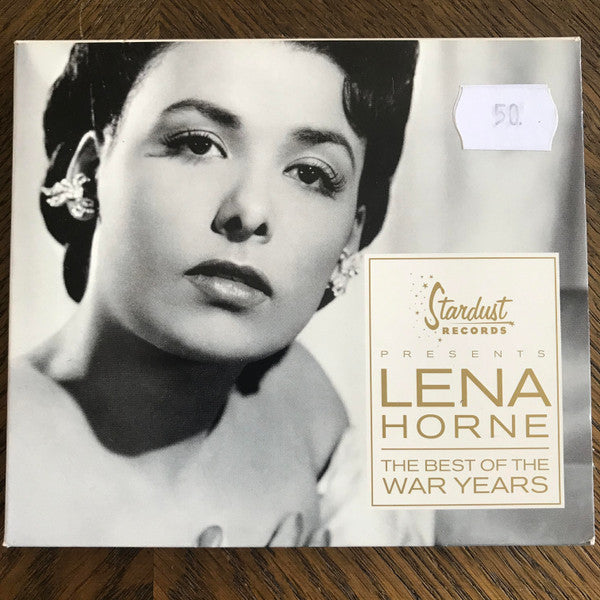 50.
Stardust
RECORDS
PRESENTS
LENA
HORNE
THE BEST OF THE
WAR YEARS